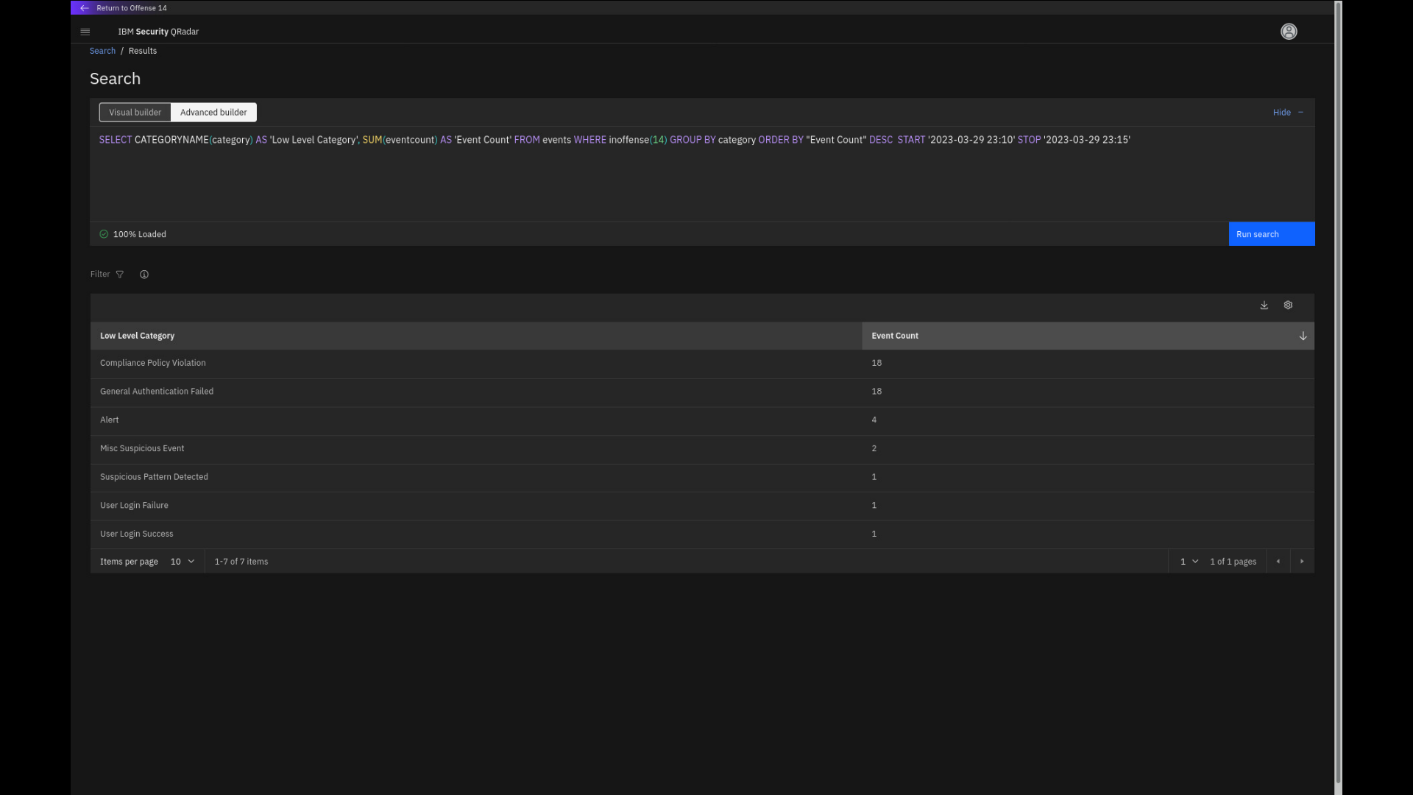 Return to Offense 14
IBM Security QRadar
Search / Results
Search
Visual builder Advanced builder Hide
SELECT CATEGORYNAME(category) AS 'Low Level Category', SUM(eventcount) AS 'Event Count' FROM events WHERE inoffense(14) GROUP BY category ORDER BY "Event Count" DESC  START '2023-03-29 23:10' STOP '2023-03-29 23:15'
100% Loaded Run search
Filter
Low Level Category Event Count
Compliance Policy Violation 18
General Authentication Failed 18
Alert 4
Misc Suspicious Event 2
Suspicious Pattern Detected 1
User Login Failure 1
User Login Success 1
Items per page 10 1-7 of 7 items 1 1 of 1 pages